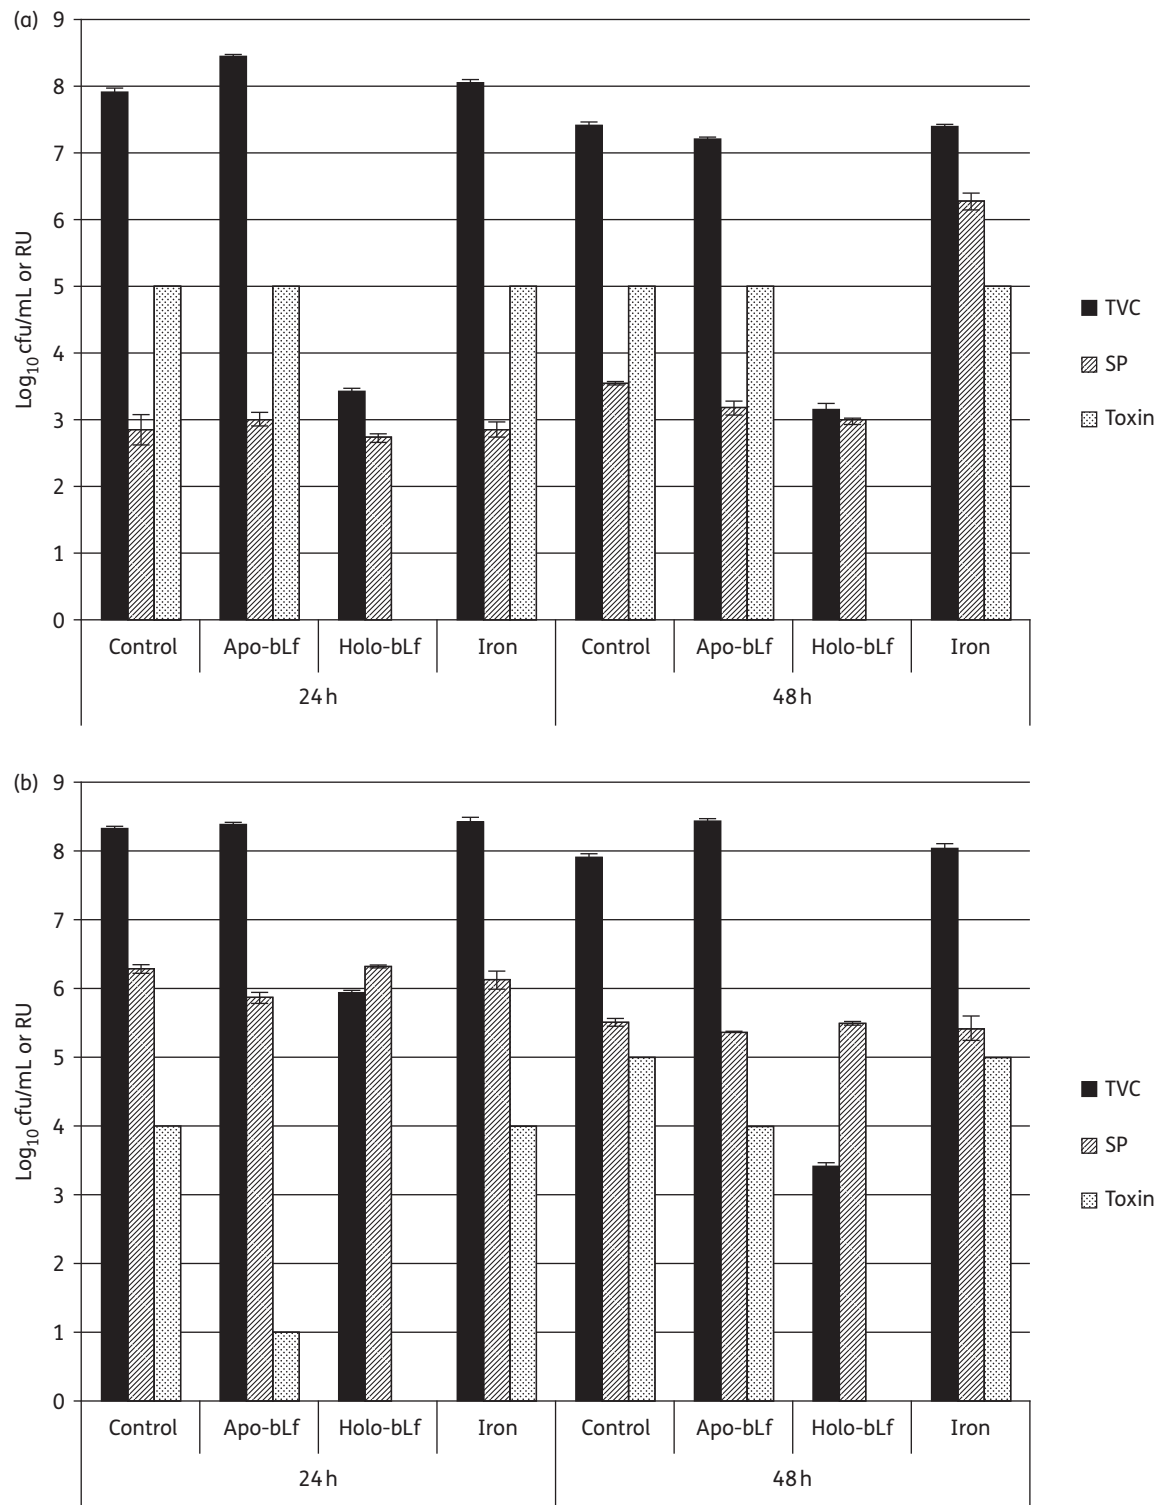 (a)
9
8
7
6
5
4
3
2
1
0
Log10 cfu/mL or RU
Control Apo-bLf Holo-bLf Iron Control Apo-bLf Holo-bLf Iron
24 h 48 h
TVC
SP
Toxin
(b)
9
8
7
6
5
4
3
2
1
0
Log10 cfu/mL or RU
Control Apo-bLf Holo-bLf Iron Control Apo-bLf Holo-bLf Iron
24 h 48 h
TVC
SP
Toxin